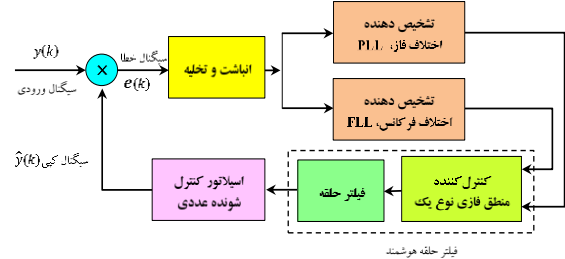 y(k)
سیگنال ورودی
×
سیگنال خطا
e(k)
انباشت و تخلیه
تشخیص دهنده
اختلاف فاز، PLL
تشخیص دهنده
اختلاف فرکانس، FLL
کنترل‌کننده
منطق فازی نوع یک
فیلتر حلقه
فیلتر حلقه هوشمند
اسیلاتور کنترل
شونده عددی
سیگنال کپی ŷ(k)